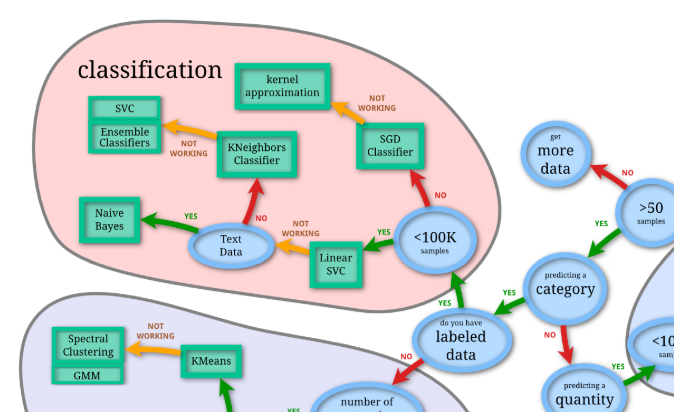 classification
kernel
approximation
SVC
Ensemble
Classifiers
NOT
WORKING
KNeighbors
Classifier
NOT
WORKING
SGD
Classifier
get
more
data
NO
>50
samples
YES
Naive
Bayes
YES
NO
Text
Data
NOT
WORKING
Linear
SVC
YES
NO
<100K
samples
predicting a
category
YES
YES
do you have
labeled
data
NO
NO
Spectral
Clustering
GMM
NOT
WORKING
KMeans
YES
number of
predicting a
quantity
YES